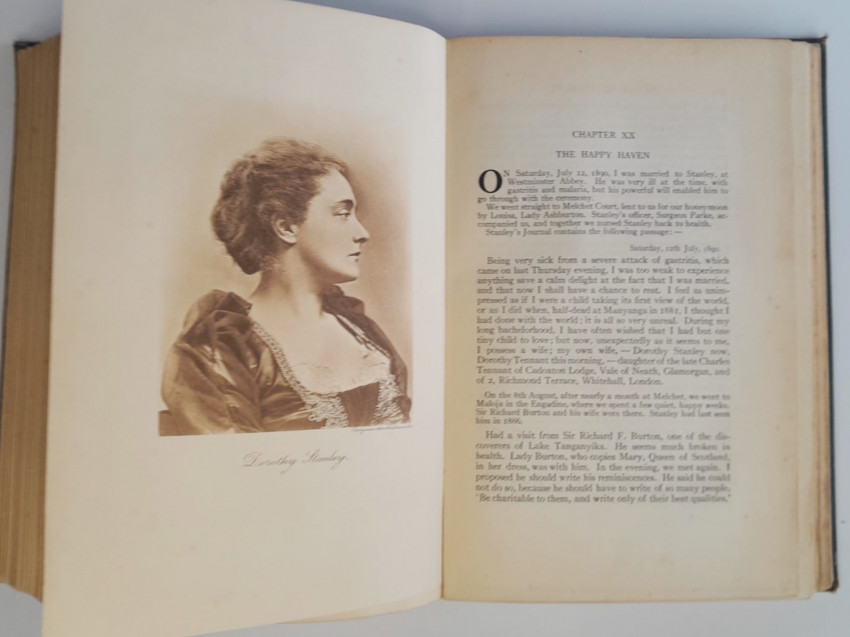 Dorothy Stanley.
CHAPTER XX
THE HAPPY HAVEN
ON Saturday, July 12, 1890, I was married to Stanley, at
Westminster Abbey. He was very ill at the time, with
gastritis and malaria, but his powerful will enabled him to
go through with the ceremony.
We went straight to Melchet Court, lent to us for our honeymoon
by Louisa, Lady Ashburton. Stanley's officer, Surgeon Parke, ac-
companied us, and together we nursed Stanley back to health.
Stanley's Journal contains the following passage: —
Saturday, 12th July, 1890.
Being very sick from a severe attack of gastritis, which
came on last Thursday evening, I was too weak to experience
anything save a calm delight at the fact that I was married,
and that now I shall have a chance to rest. I feel as unim-
pressed as if I were a child taking its first view of the world,
or as I did when, half-dead at Manyanga in 1881, I thought I
had done with the world; it is all so very unreal. During my
long bachelorhood, I have often wished that I had but one
tiny child to love; but now, unexpectedly as it seems to me,
I possess a wife; my own wife, — Dorothy Stanley now,
Dorothy Tennant this morning, — daughter of the late Charles
Tennant of Cadoxton Lodge, Vale of Neath, Glamorgan, and
of 2, Richmond Terrace, Whitehall, London.
On the 8th August, after nearly a month at Melchet, we went to
Maloja in the Engadine, where we spent a few quiet, happy weeks.
Sir Richard Burton and his wife were there. Stanley had last seen
him in 1886.
Had a visit from Sir Richard F. Burton, one of the dis-
coverers of Lake Tanganyika. He seems much broken in
health. Lady Burton, who copies Mary, Queen of Scotland,
in her dress, was with him. In the evening, we met again. I
proposed he should write his reminiscences. He said he could
not do so, because he should have to write of so many people.
'Be charitable to them, and write only of their best qualities,'